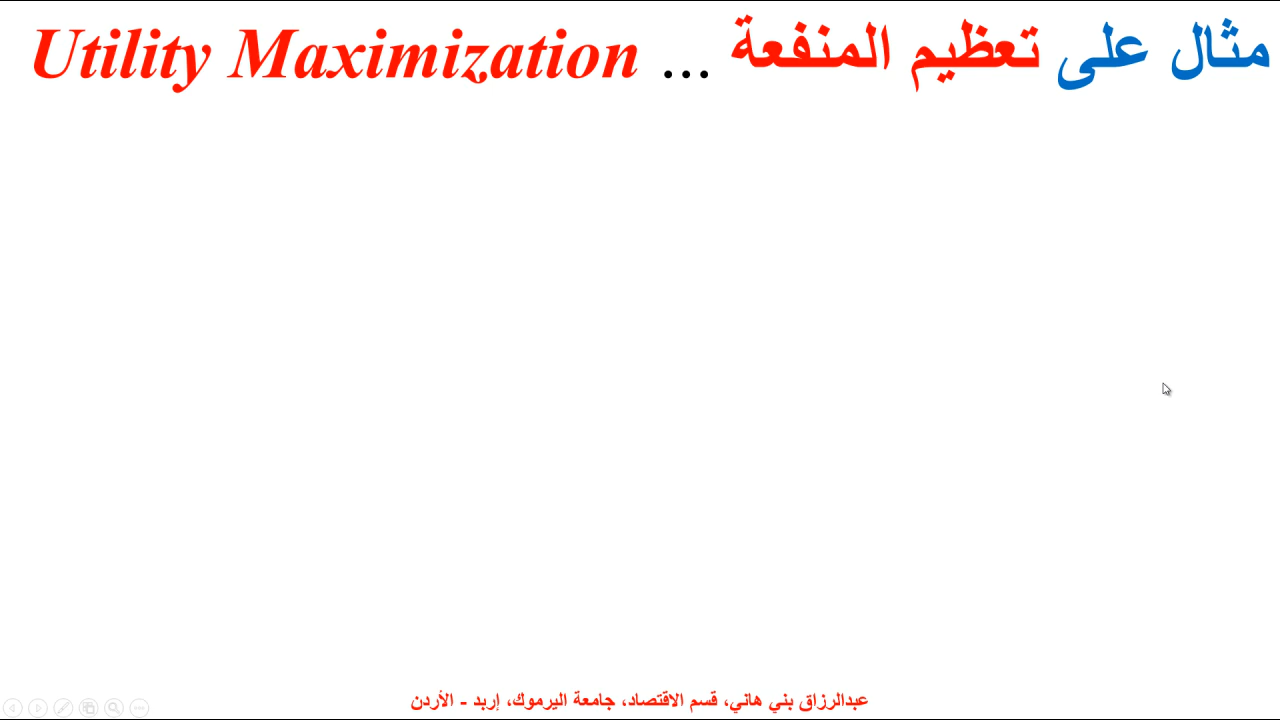 مثال على تعظيم المنفعة ... Utility Maximization
عبدالرزاق بني هاني، قسم الاقتصاد، جامعة اليرموك، إربد - الأردن